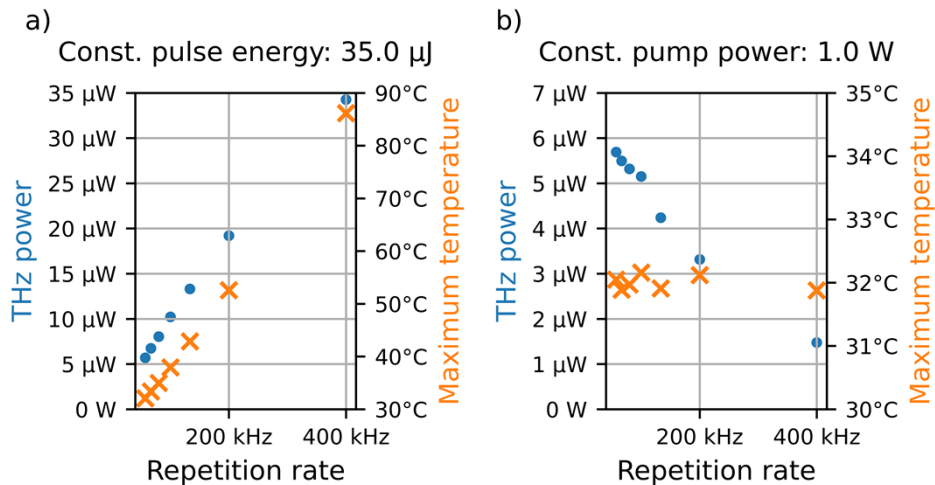 a)
Const. pulse energy: 35.0 µJ
35 µW
30 µW
25 µW
20 µW
15 µW
10 µW
5 µW
0 W
THz power
90°C
80°C
70°C
60°C
50°C
40°C
30°C
Maximum temperature
200 kHz 400 kHz
Repetition rate
b)
Const. pump power: 1.0 W
7 µW
6 µW
5 µW
4 µW
3 µW
2 µW
1 µW
0 W
THz power
35°C
34°C
33°C
32°C
31°C
30°C
Maximum temperature
200 kHz 400 kHz
Repetition rate